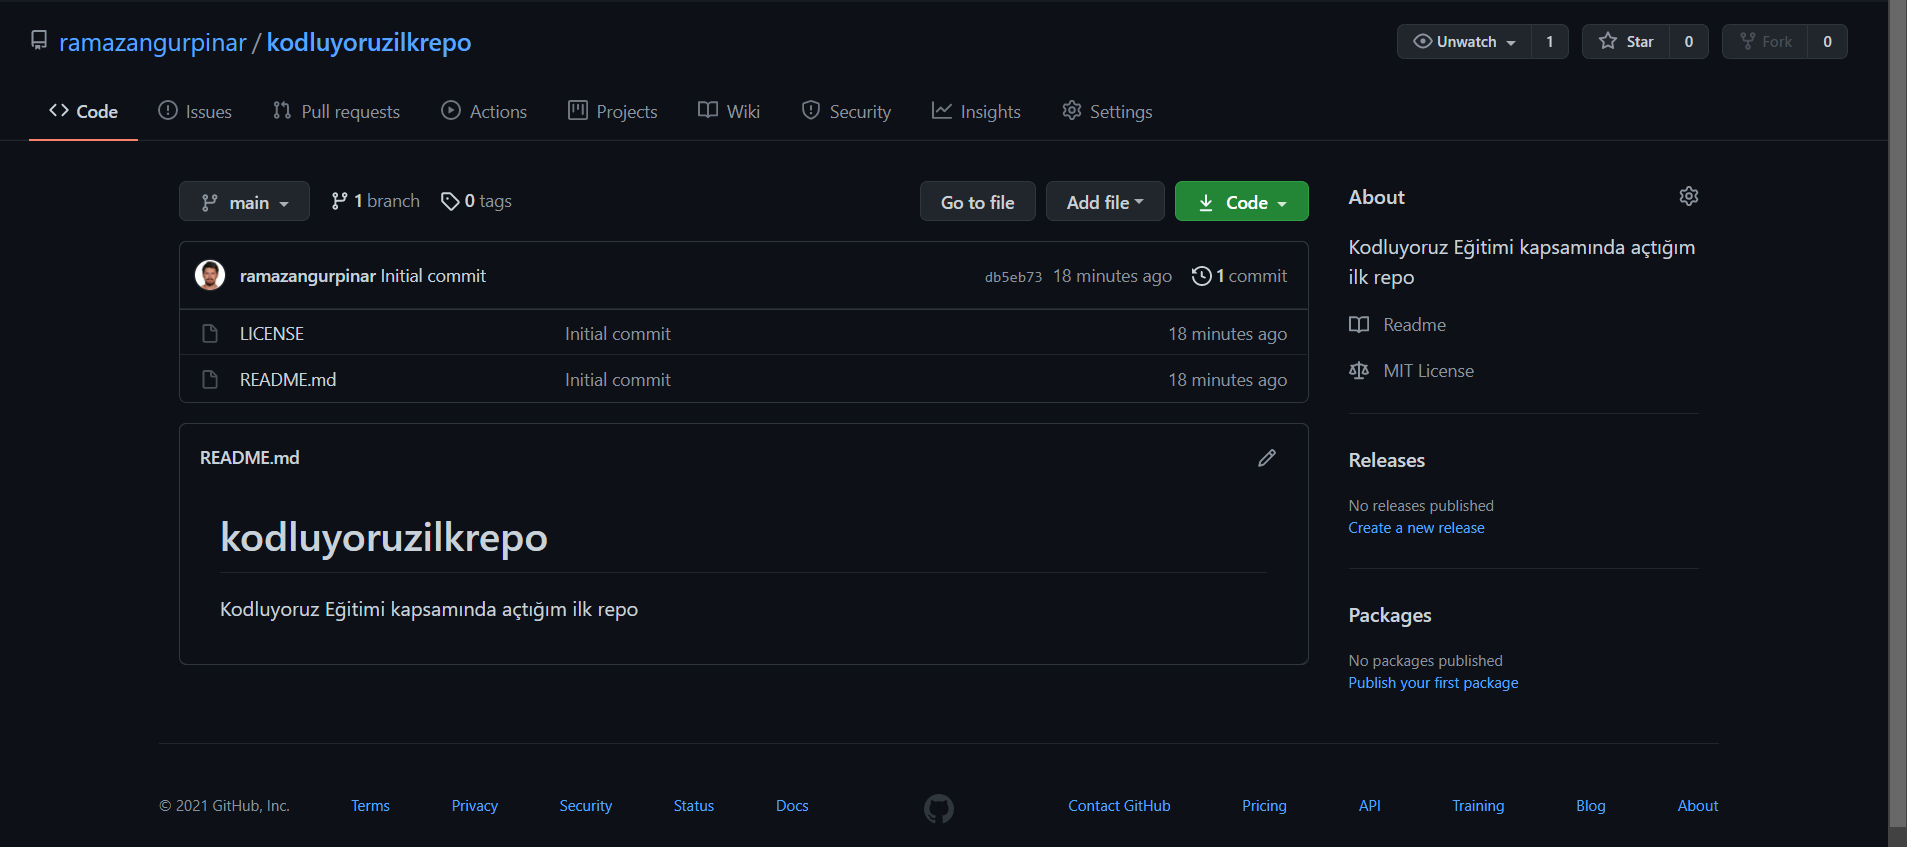 ramazangurpinar / kodluyoruzilkrepo
Unwatch 1 Star 0 Fork 0
Code Issues Pull requests Actions Projects Wiki Security Insights Settings
main 1 branch 0 tags Go to file Add file Code
ramazangurpinar Initial commit db5eb73 18 minutes ago 1 commit
LICENSE Initial commit 18 minutes ago
README.md Initial commit 18 minutes ago
README.md
kodluyoruzilkrepo
Kodluyoruz Eğitimi kapsamında açtığım ilk repo
About
Kodluyoruz Eğitimi kapsamında açtığım
ilk repo
Readme
MIT License
Releases
No releases published
Create a new release
Packages
No packages published
Publish your first package
© 2021 GitHub, Inc. Terms Privacy Security Status Docs Contact GitHub Pricing API Training Blog About